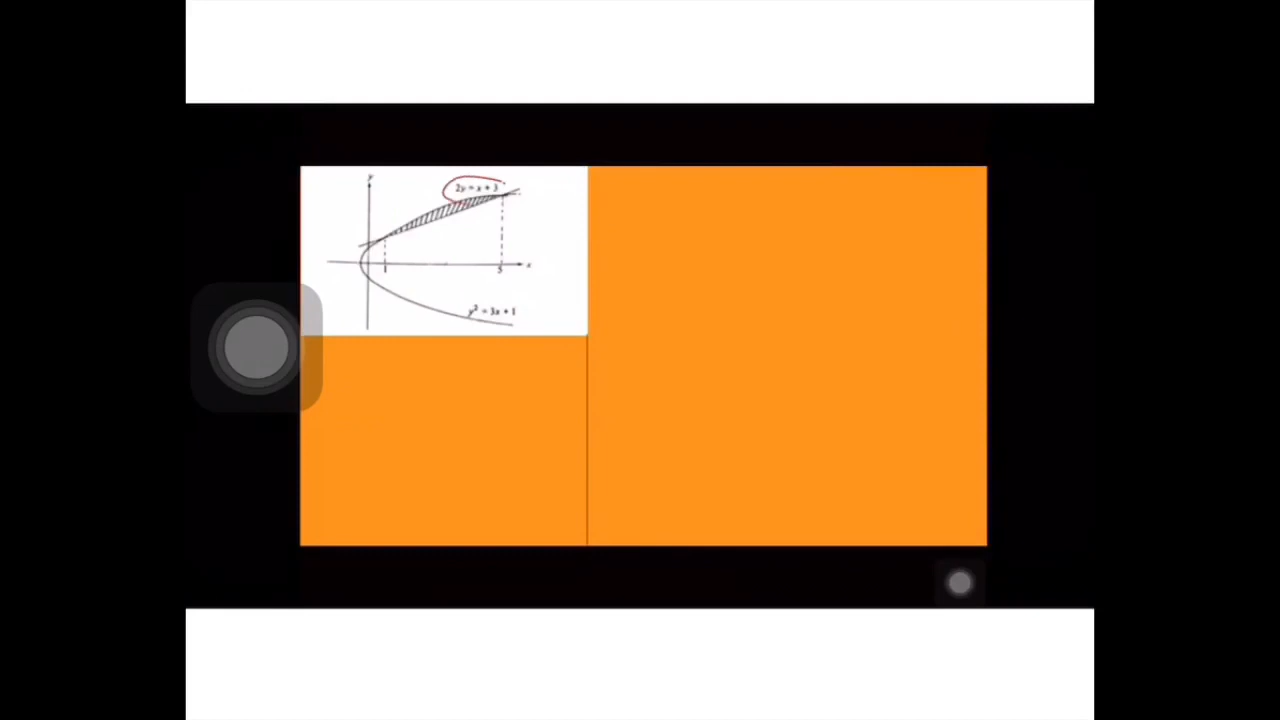 y
2y = x + 3
1
5
x
y² = 3x + 1